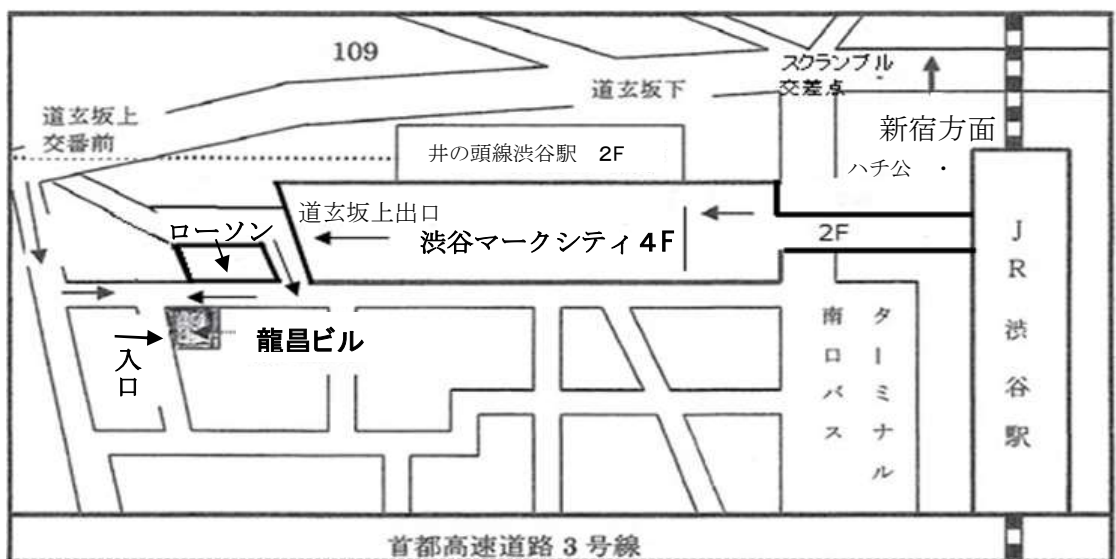 109
スクランブル
交差点
道玄坂下
道玄坂上
交番前
新宿方面
井の頭線渋谷駅 2F
ハチ公
道玄坂上出口
ローソン
渋谷マークシティ4F
2F
JR渋谷駅
龍昌ビル
入口
ターミナル
南口バス
首都高速道路3号線